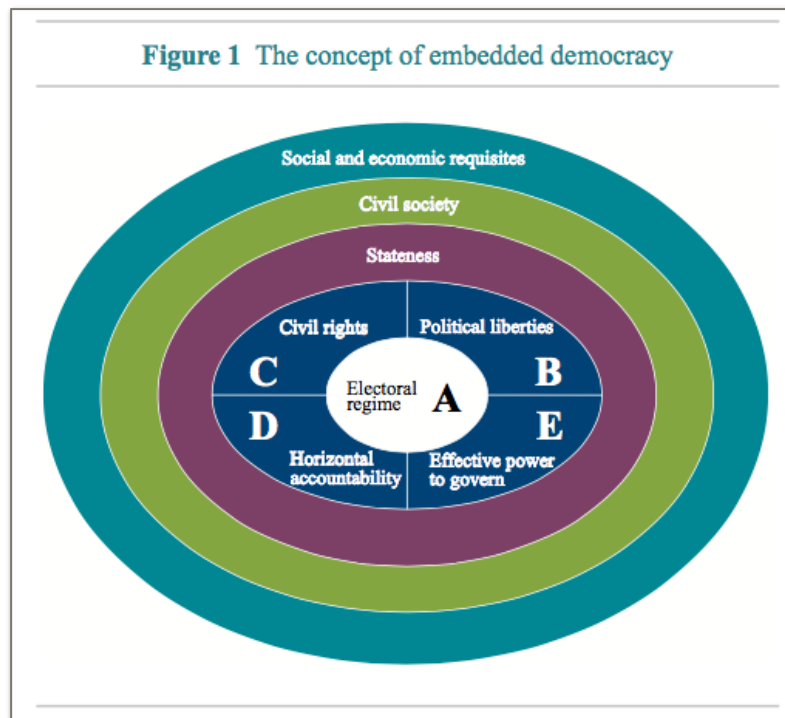 Figure 1 The concept of embedded democracy
Social and economic requisites
Civil society
Stateness
Civil rights
Political liberties
C
B
Electoral
regime
A
D
E
Horizontal
accountability
Effective power
to govern